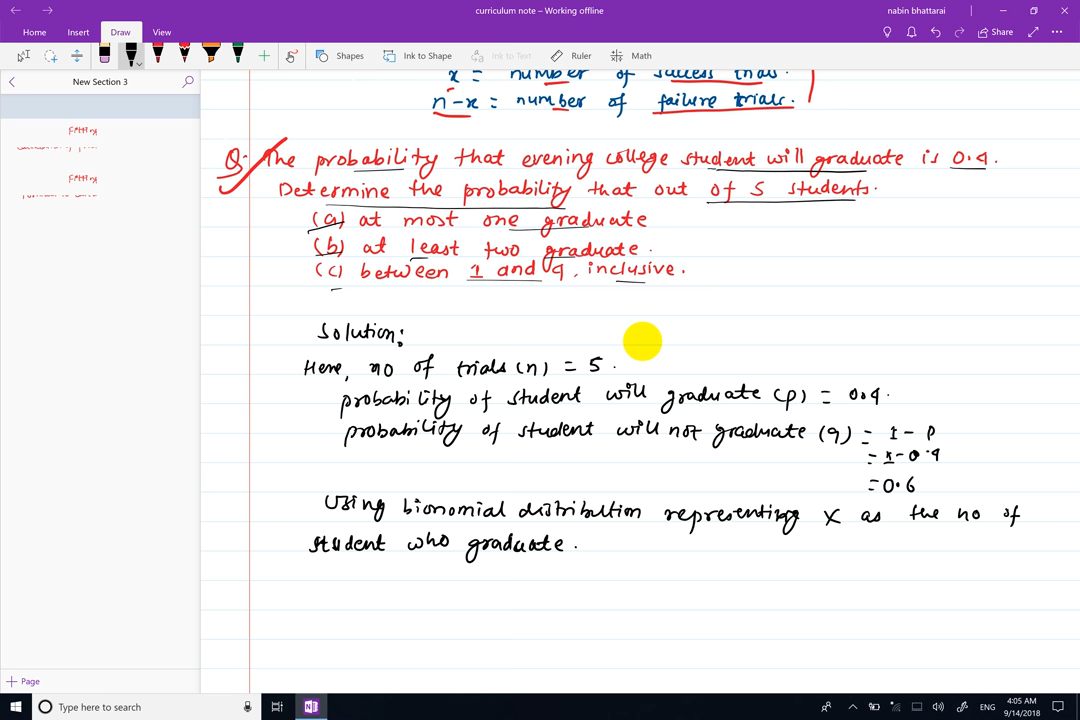 curriculum note – Working offline
nabin bhattarai
Home
Insert
Draw
View
Share
Shapes
Ink to Shape
Ink to Text
Ruler
Math
New Section 3
x = number of success trials.
n-x = number of failure trials.
Q. The probability that evening college student will graduate is 0.4.
Determine the probability that out of 5 students.
(a) at most one graduate
(b) at least two graduate.
(c) between 1 and 4, inclusive.
Solution:
Here, no of trials (n) = 5.
probability of student will graduate (p) = 0.4.
probability of student will not graduate (q) = 1 - p
= 1 - 0.4
= 0.6
Using bionomial distribution representing X as the no of
student who graduate.
Page
Type here to search
ENG
4:05 AM
9/14/2018